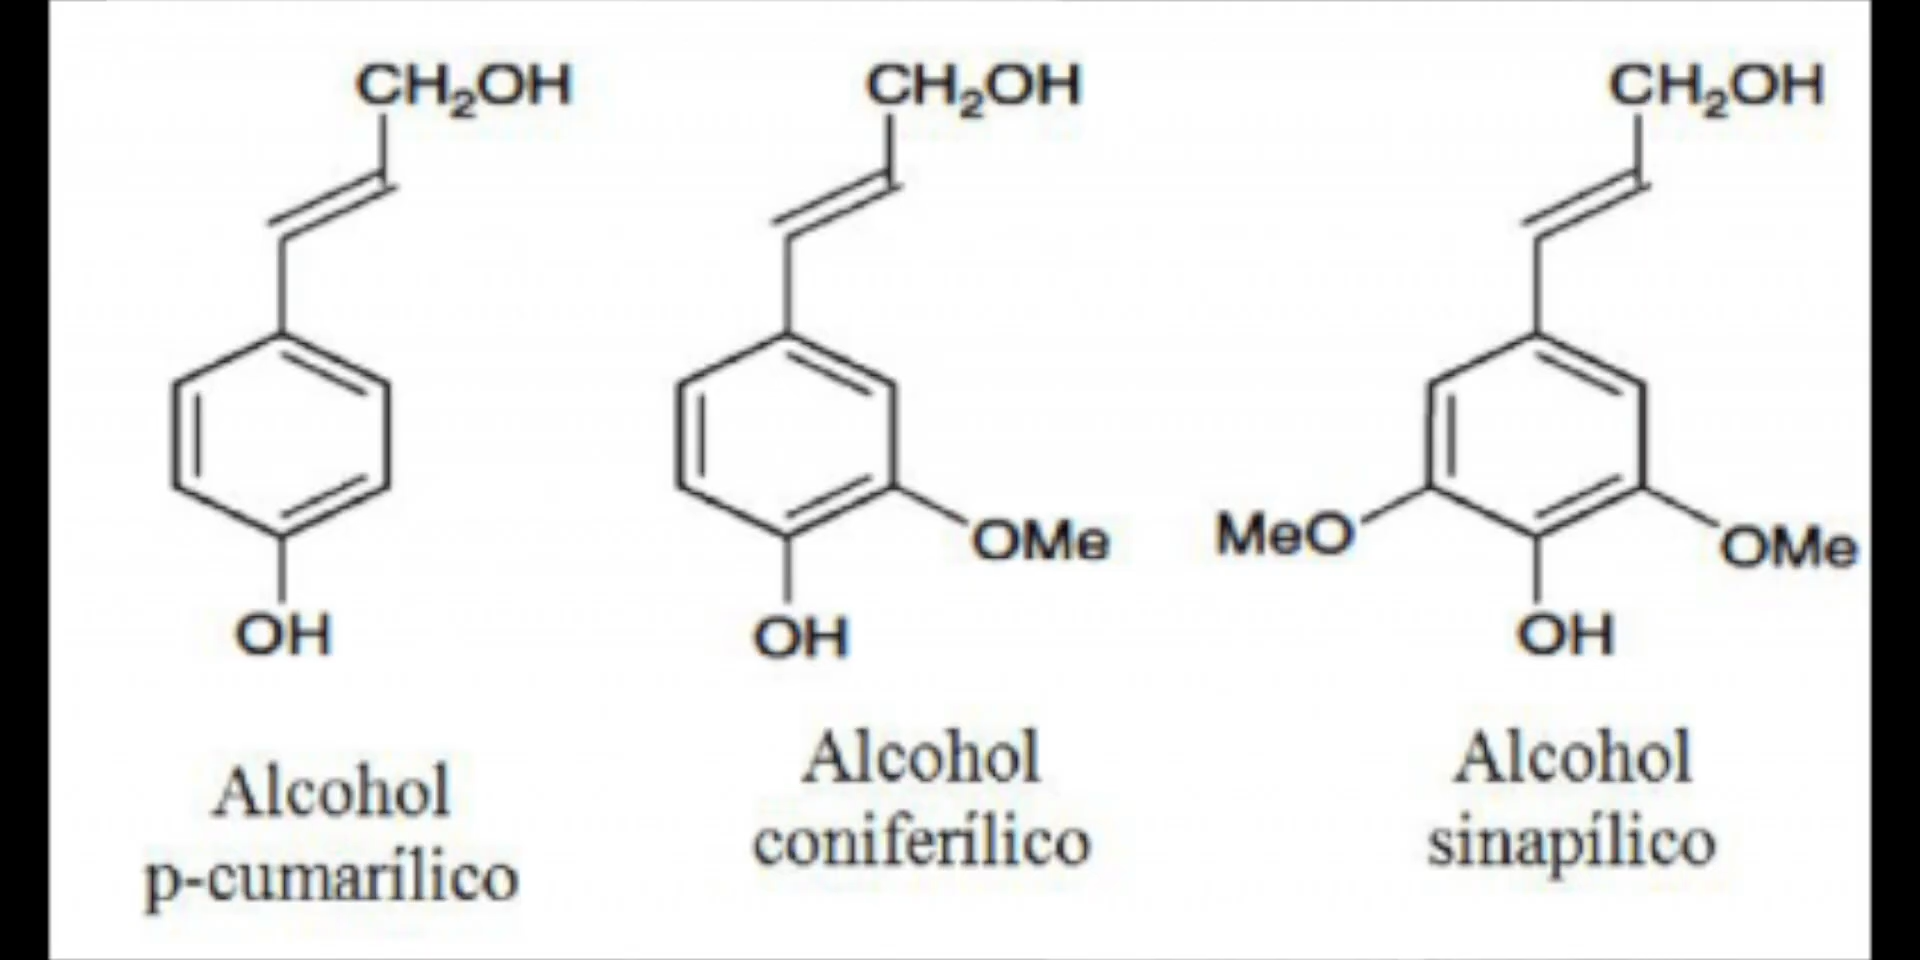 CH₂OH
CH₂OH
CH₂OH
OMe
MeO
OMe
OH
OH
OH
Alcohol
p-cumarílico
Alcohol
coniferílico
Alcohol
sinapílico